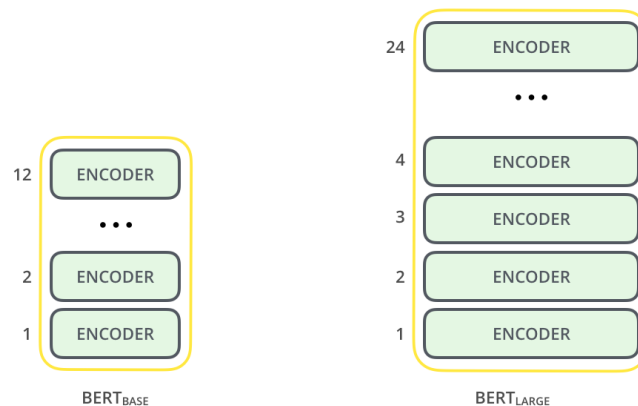 12 ENCODER
...
2 ENCODER
1 ENCODER
BERTBASE
24 ENCODER
...
4 ENCODER
3 ENCODER
2 ENCODER
1 ENCODER
BERTLARGE